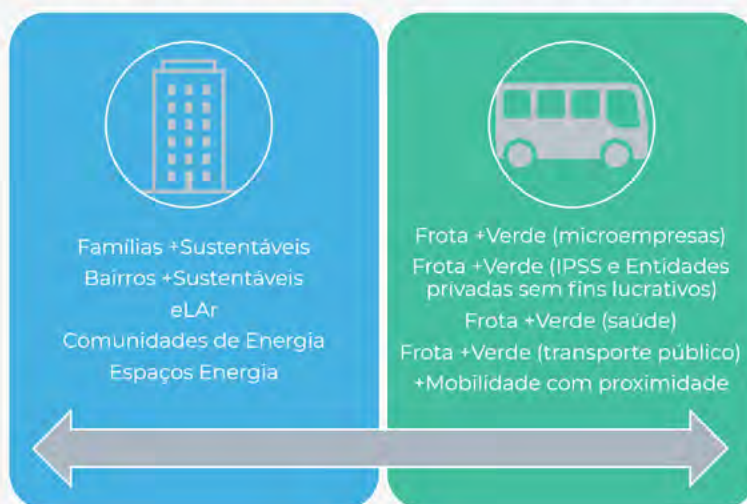 Famílias +Sustentáveis
Bairros +Sustentáveis
eLAr
Comunidades de Energia
Espaços Energia
Frota +Verde (microempresas)
Frota +Verde (IPSS e Entidades
privadas sem fins lucrativos)
Frota +Verde (saúde)
Frota +Verde (transporte público)
+Mobilidade com proximidade